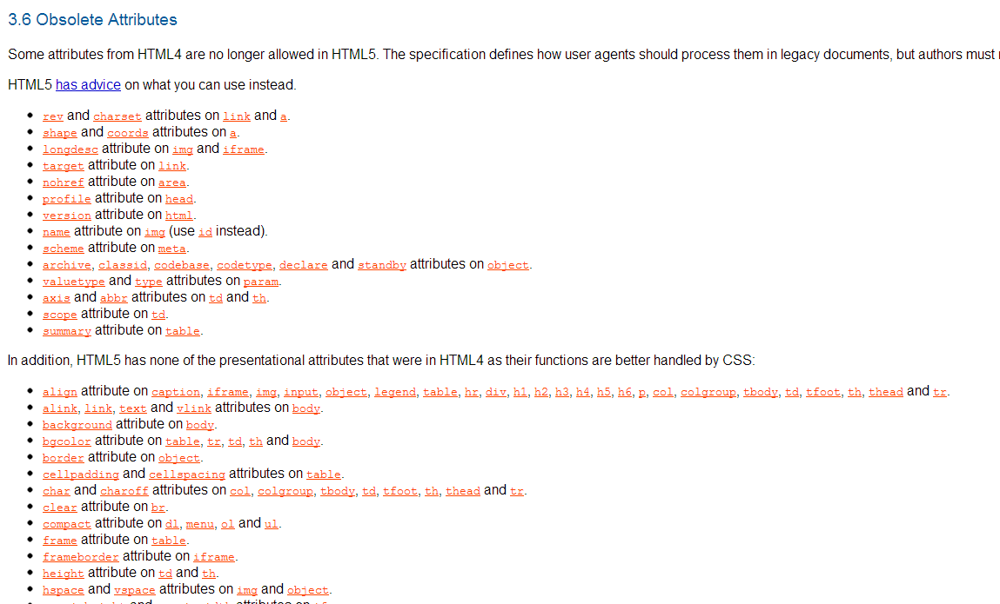 3.6 Obsolete Attributes
Some attributes from HTML4 are no longer allowed in HTML5. The specification defines how user agents should process them in legacy documents, but authors must
HTML5 has advice on what you can use instead.
• rev and charset attributes on link and a.
• shape and coords attributes on a.
• longdesc attribute on img and iframe.
• target attribute on link.
• nohref attribute on area.
• profile attribute on head.
• version attribute on html.
• name attribute on img (use id instead).
• scheme attribute on meta.
• archive, classid, codebase, codetype, declare and standby attributes on object.
• valuetype and type attributes on param.
• axis and abbr attributes on td and th.
• scope attribute on td.
• summary attribute on table.
In addition, HTML5 has none of the presentational attributes that were in HTML4 as their functions are better handled by CSS:
• align attribute on caption, iframe, img, input, object, legend, table, hr, div, h1, h2, h3, h4, h5, h6, p, col, colgroup, tbody, td, tfoot, th, thead and tr.
• alink, link, text and vlink attributes on body.
• background attribute on body.
• bgcolor attribute on table, tr, td, th and body.
• border attribute on object.
• cellpadding and cellspacing attributes on table.
• char and charoff attributes on col, colgroup, tbody, td, tfoot, th, thead and tr.
• clear attribute on br.
• compact attribute on dl, menu, ol and ul.
• frame attribute on table.
• frameborder attribute on iframe.
• height attribute on td and th.
• hspace and vspace attributes on img and object.